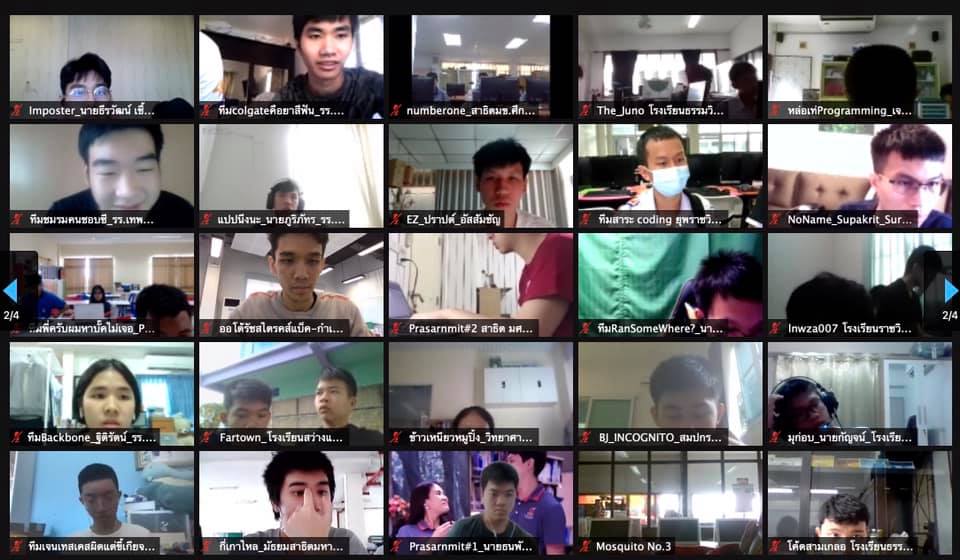 Imposter_นายธีรวัฒน์ เขี้...
ทีมcolgateคือยาสีฟัน_รร....
numberone_สาธิตมข.ศึก...
The_Juno โรงเรียนธรรมวิ...
หล่อเท่Programming_เจ...
ทีมชมรมคนชอบชี_รร.เทพ...
แปปนึงนะ_นายภูริภัทร_รร....
EZ_ปราปต์_อัสสัมชัญ
ทีมสาระ coding ยุพราชวิ...
NoName_Supakrit_Sur...
2/4
ทีมพี่ครับผมหาบั๊คไม่เจอ_P...
ออโต้รัชสไตรคส์แบ็ค-กำเ...
Prasarnmit#2 สาธิต มศ...
ทีมRanSomeWhere?_นา...
lnwza007 โรงเรียนราชวิ...
2/4
ทีมBackbone_ฐิติรัตน์_รร....
Fartown_โรงเรียนสว่างแ...
ข้าวเหนียวหมูปิ้ง_วิทยาศา...
BJ_INCOGNITO_สมปกร...
มุก่อบ_นายกัญจน์_โรงเรีย...
ทีมเจนเทสเคสผิดแต่ขี้เกียจ...
กี่เกาไหล_มัธยมสาธิตมหา...
Prasarnmit#1_นายธนพั...
Mosquito No.3
โค้ดสามเกลอ โรงเรียนธรร...